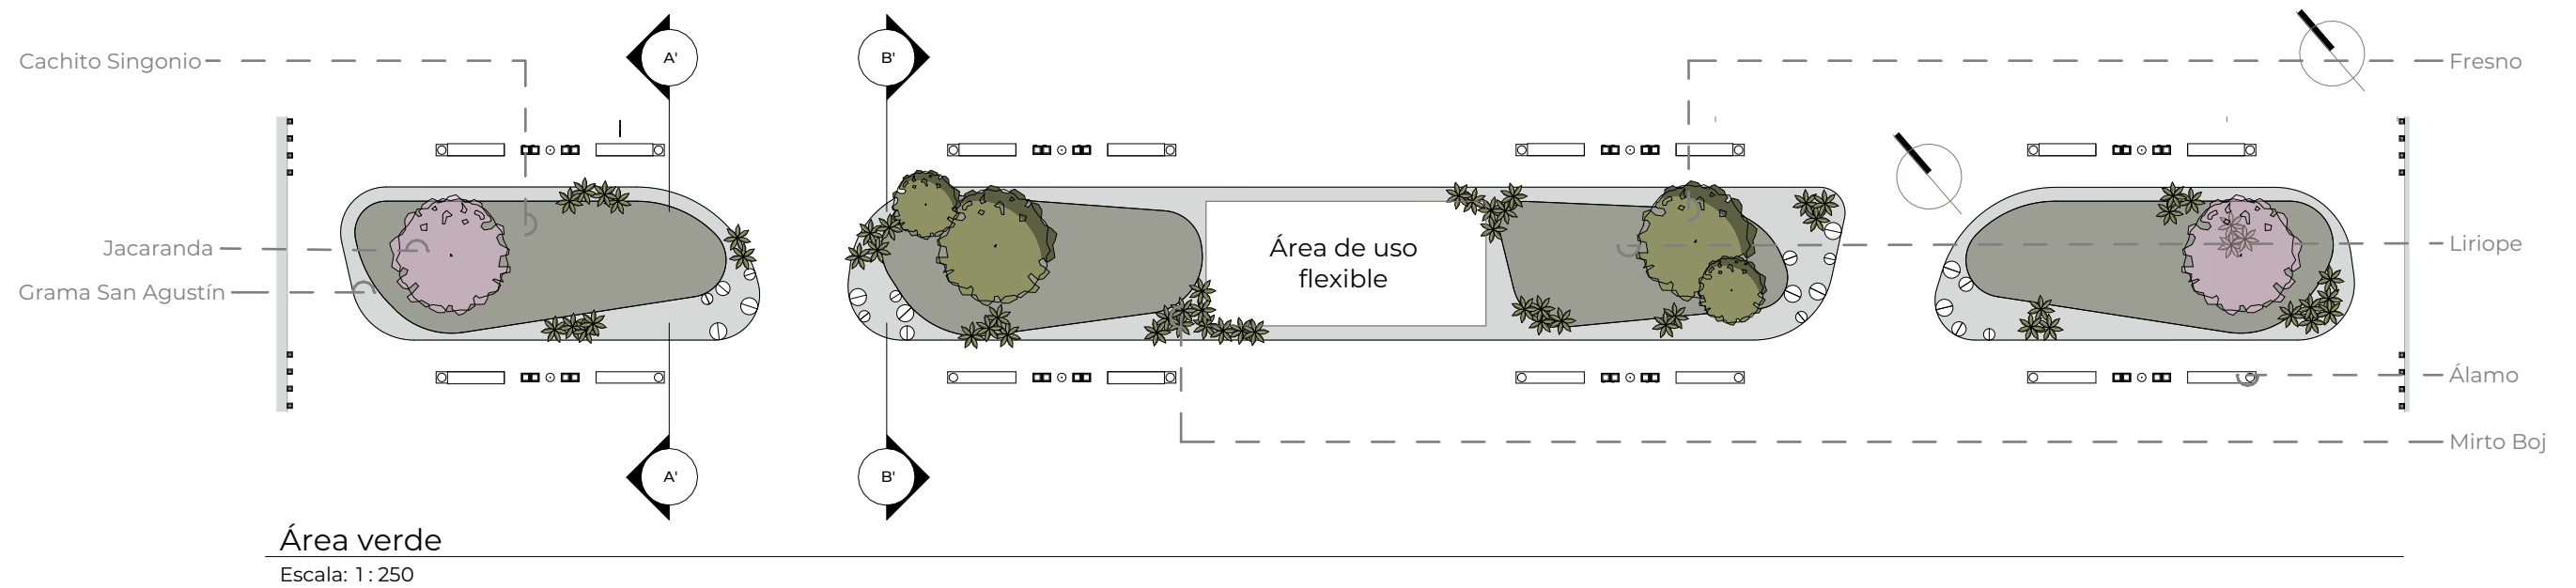 A'
B'
Cachito Singonio
Fresno
Jacaranda
Área de uso
flexible
Liriope
Grama San Agustín
Álamo
Mirto Boj
A'
B'
Área verde
Escala: 1 : 250